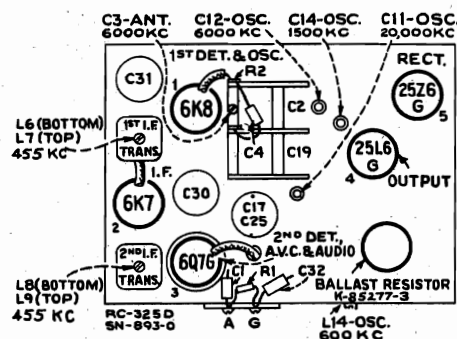 C3-ANT.
6000KC
C12-OSC.
6000 KC
C14-OSC.
1500 KC
C11-OSC.
20,000KC
1ST DET. & OSC.
R2
RECT.
C31
1
6K8
C2
25Z6
G
5
L6 (BOTTOM)
L7 (TOP)
455 KC
1ST I.F.
TRANS.
C4
C19
25L6
G
4
OUTPUT
I.F.
6K7
2
C30
C17
C25
2ND DET.,
A.V.C. & AUDIO
2ND I.F.
TRANS.
6Q7G
3
C1
R1
C32
L8 (BOTTOM)
L9 (TOP)
455 KC
BALLAST RESISTOR
K-85277-3
RC-325D
SN-893-0
A
G
L14-OSC.
600 KC